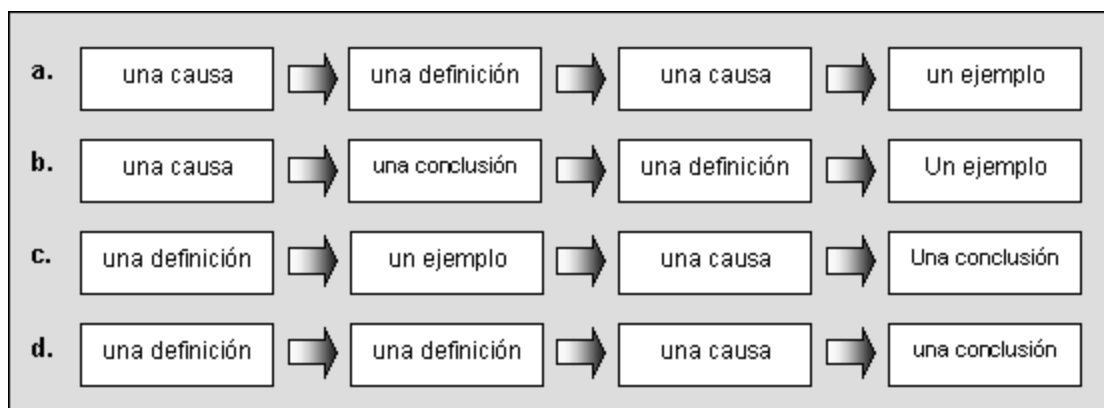 a. una causa una definición una causa un ejemplo
b. una causa una conclusión una definición Un ejemplo
c. una definición un ejemplo una causa Una conclusión
d. una definición una definición una causa una conclusión